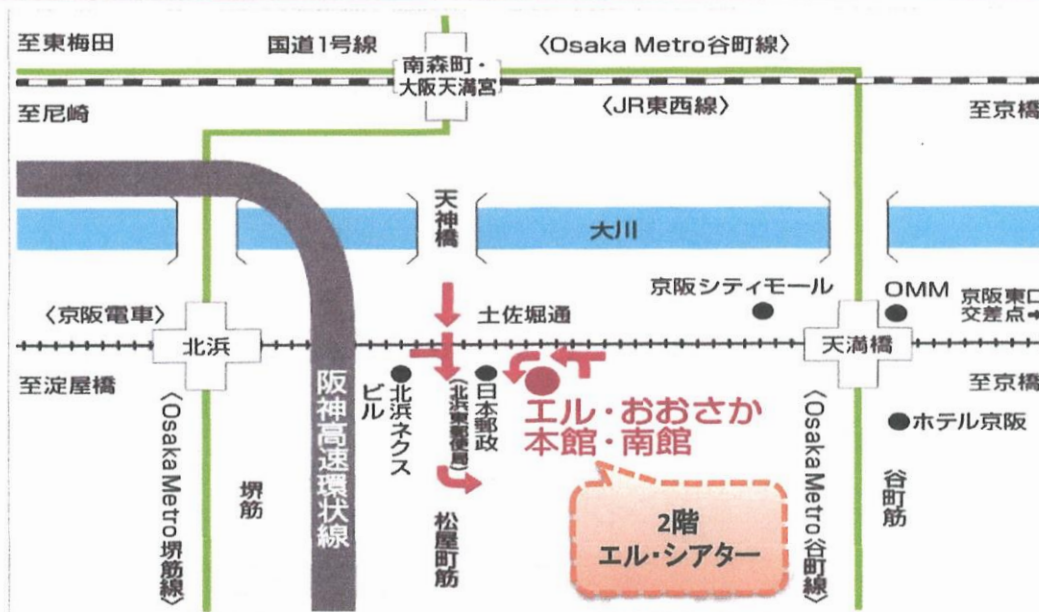 至東梅田
国道1号線
〈Osaka Metro谷町線〉
南森町・
大阪天満宮
至尼崎
〈JR東西線〉
至京橋
天神橋
大川
京阪シティモール
OMM
京阪東口
交差点→
〈京阪電車〉
土佐堀通
北浜
天満橋
至淀屋橋
至京橋
北浜ネクス
ビル
日本郵政
(北浜東郵便局)
エル・おおさか
本館・南館
ホテル京阪
〈Osaka Metro堺筋線〉
堺筋
阪神高速環状線
松屋町筋
2階
エル・シアター
〈Osaka Metro谷町線〉
谷町筋